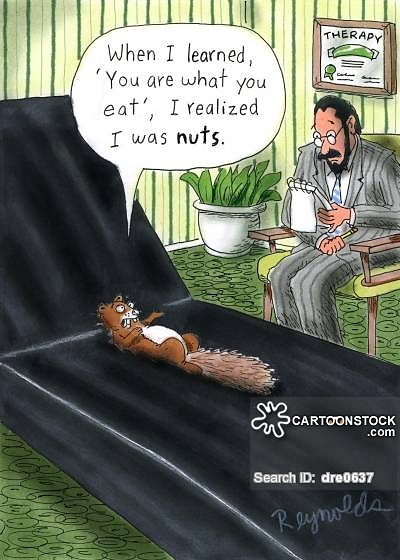 THERAPY
When I learned,
'You are what you
eat', I realized
I was nuts.
CARTOONSTOCK
.com
Search ID: dre0637
Reynolds